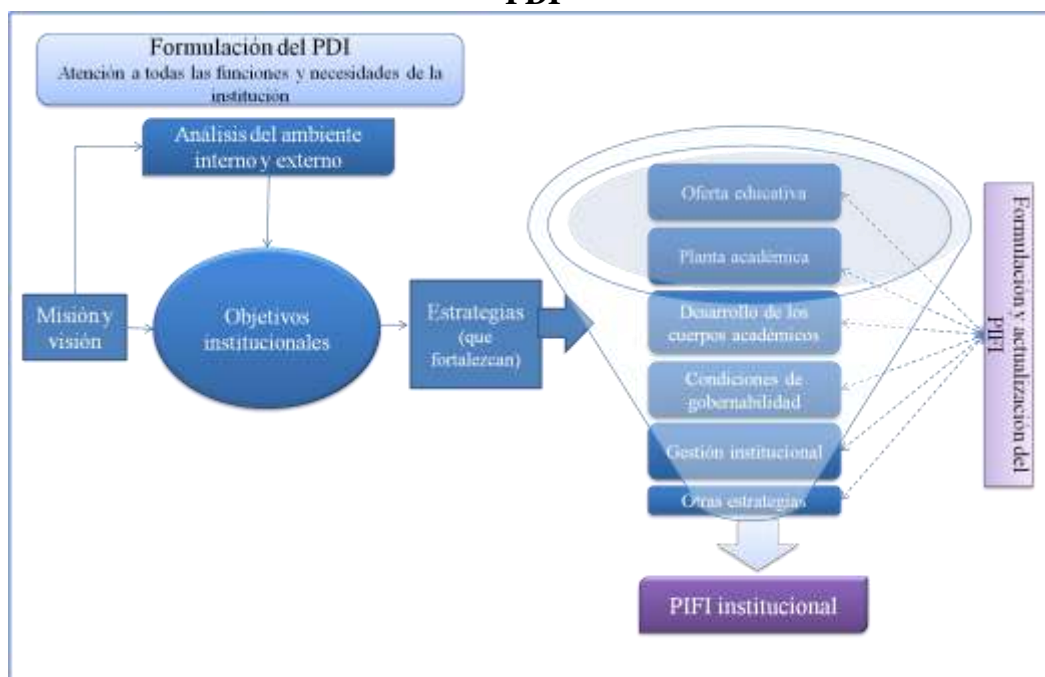 PDI
Formulación del PDI
Atención a todas las funciones y necesidades de la
institución
Análisis del ambiente
interno y externo
Misión y
visión
Objetivos
institucionales
Estrategias
(que
fortalezcan)
Oferta educativa
Planta académica
Desarrollo de los
cuerpos académicos
Condiciones de
gobernabilidad
Gestión institucional
Otras estrategias
Formulación y actualización del
PIFI
PIFI institucional